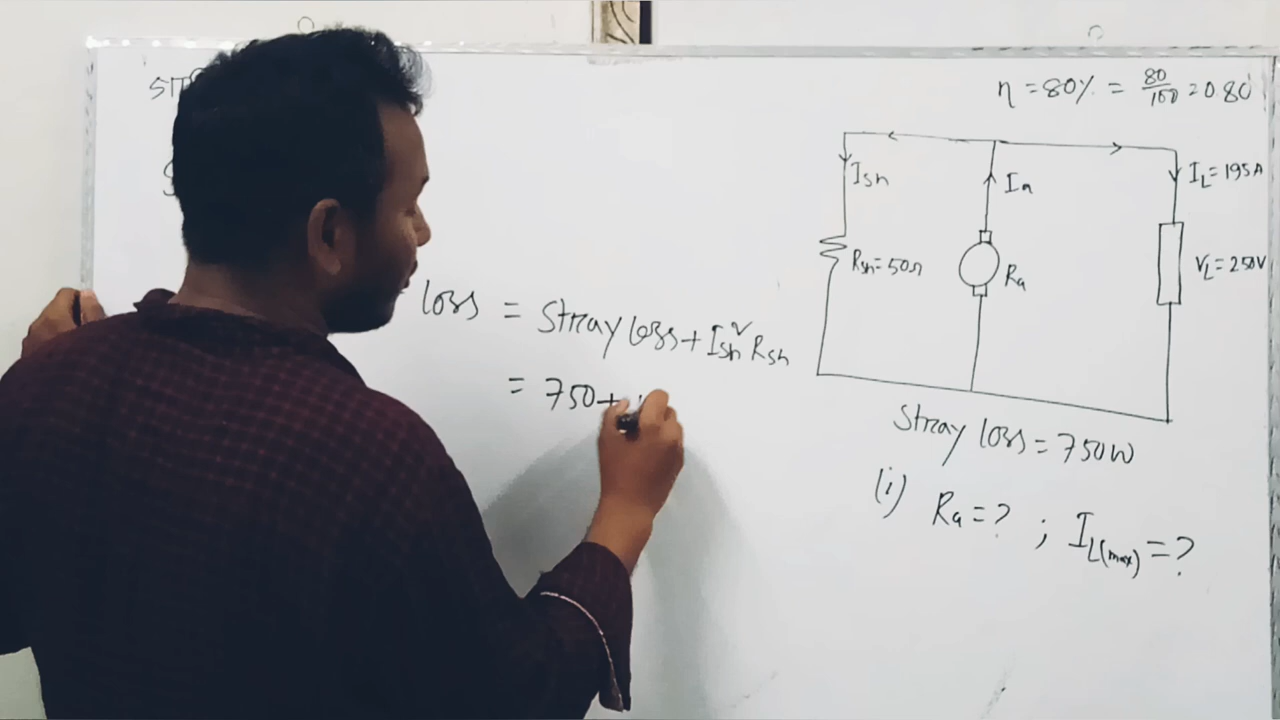 η = 80% = 80/100 = 0.80
Ish
Ia
IL = 195A
Rsh = 50Ω
Ra
VL = 250V
loss = Stray loss + Ish² Rsh
= 750 +
Stray loss = 750W
(i) Ra = ? ; IL(max) = ?